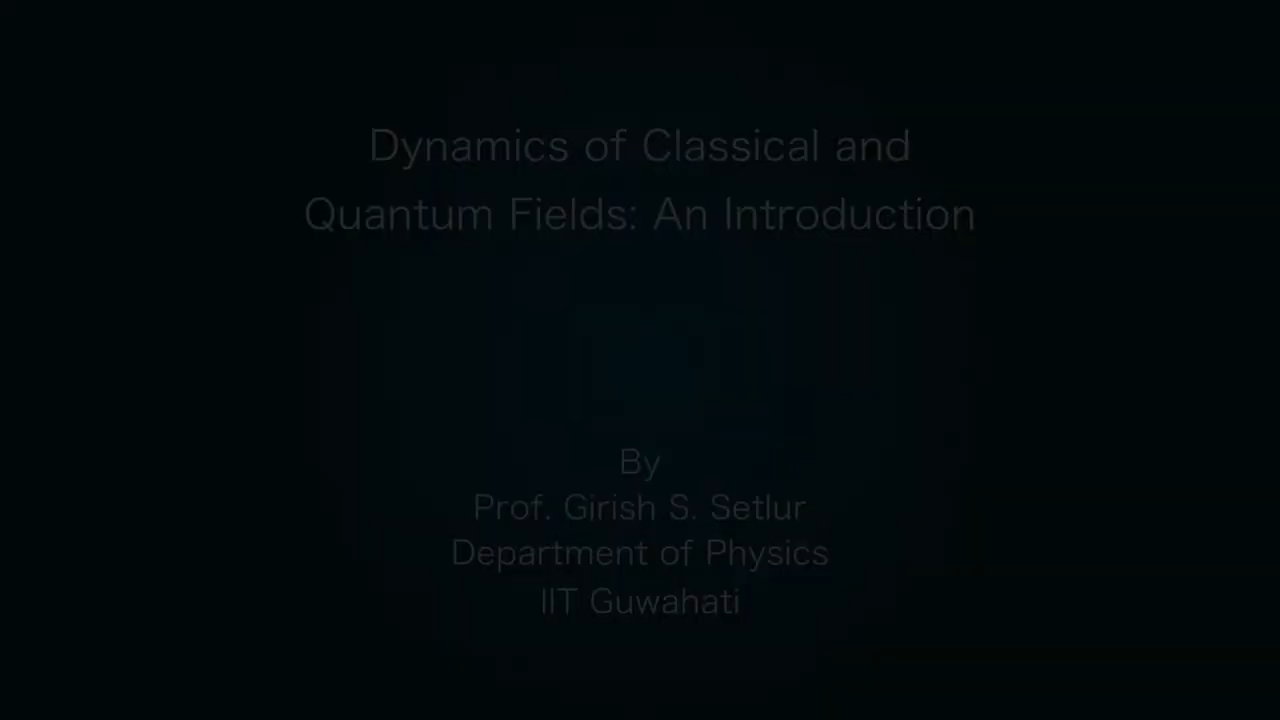 Dynamics of Classical and
Quantum Fields: An Introduction
By
Prof. Girish S. Setlur
Department of Physics
IIT Guwahati